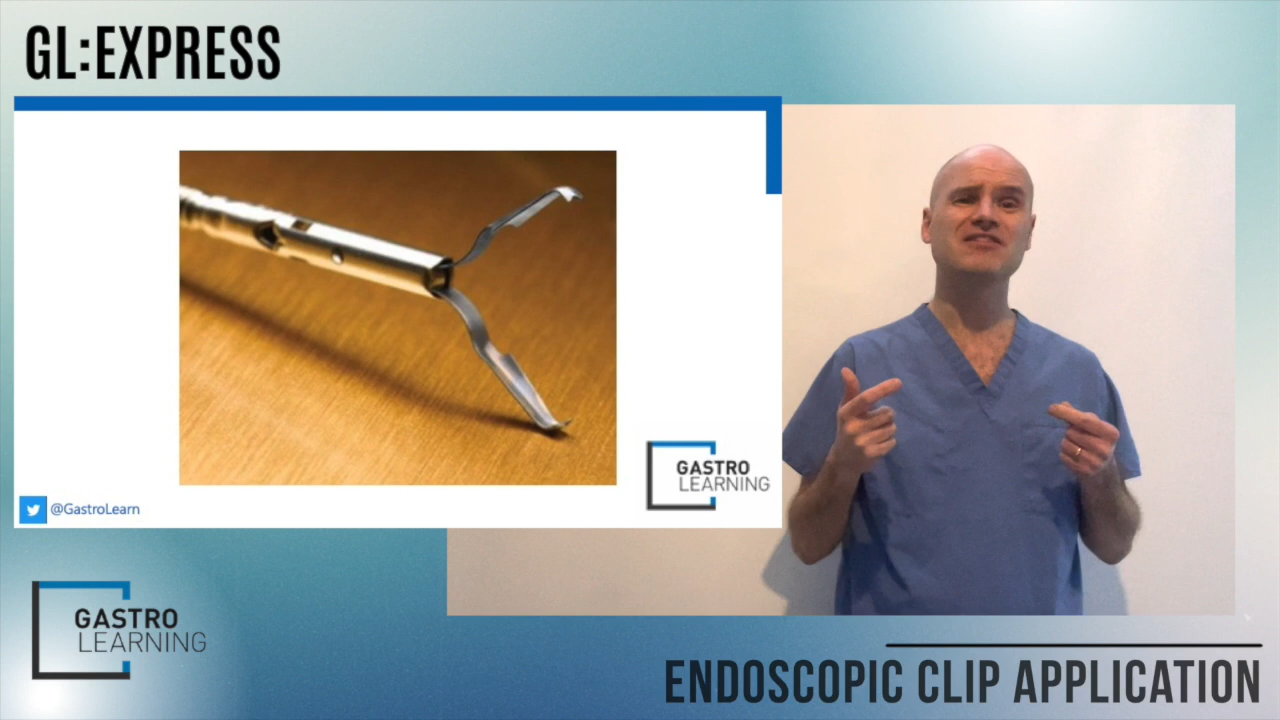 GL:EXPRESS
GASTRO
LEARNING
@GastroLearn
GASTRO
LEARNING
ENDOSCOPIC CLIP APPLICATION